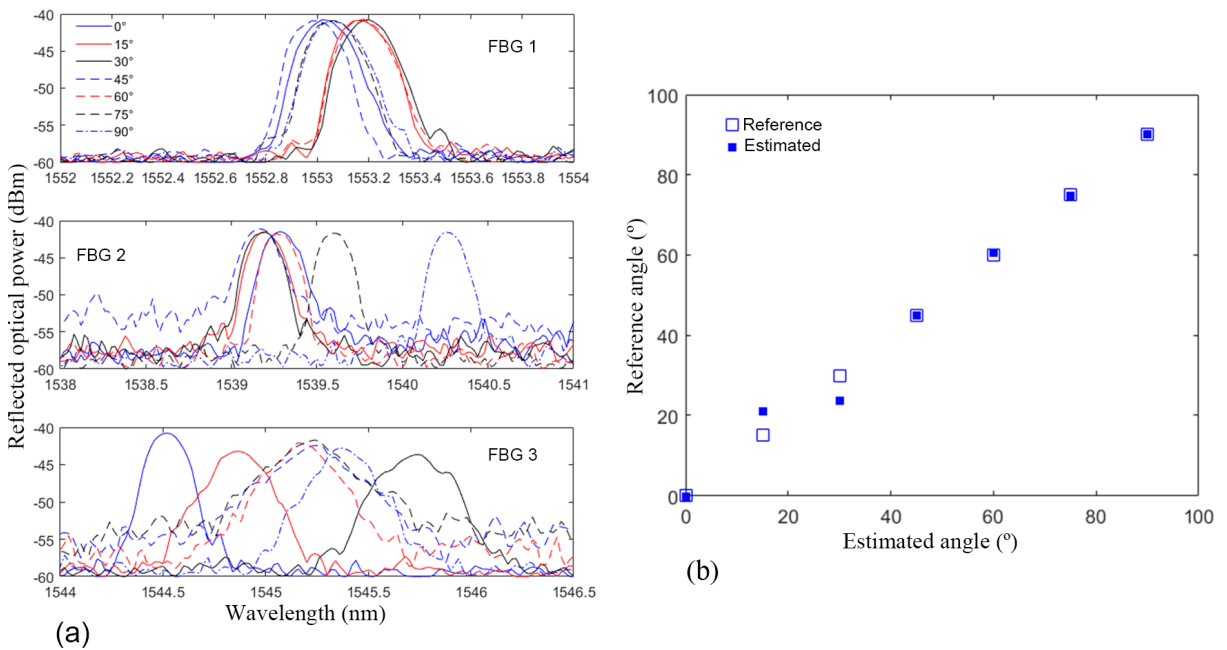 Reflected optical power (dBm)
-40
-45
-50
-55
-60
0°
15°
30°
45°
60°
75°
90°
FBG 1
1552 1552.2 1552.4 1552.6 1552.8 1553 1553.2 1553.4 1553.6 1553.8 1554
-40
-45
-50
-55
-60
FBG 2
1538 1538.5 1539 1539.5 1540 1540.5 1541
-40
-45
-50
-55
-60
FBG 3
1544 1544.5 1545 1545.5 1546 1546.5
Wavelength (nm)
(a)
Reference angle (º)
100
80
60
40
20
0
Reference
Estimated
0 20 40 60 80 100
Estimated angle (º)
(b)